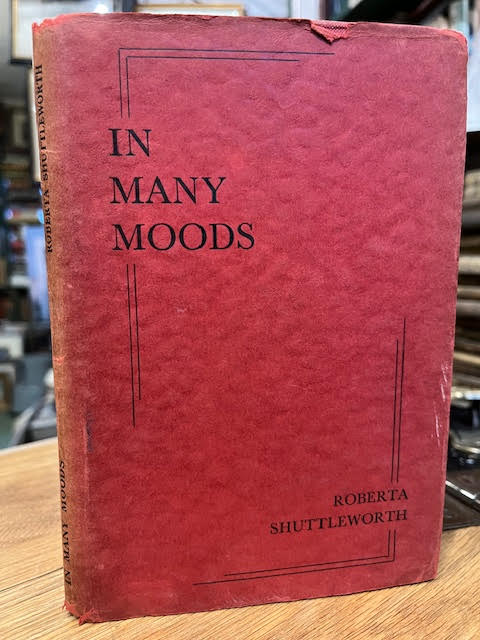 IN
MANY
MOODS
ROBERTA
SHUTTLEWORTH
ROBERTA SHUTTLEWORTH
IN MANY MOODS